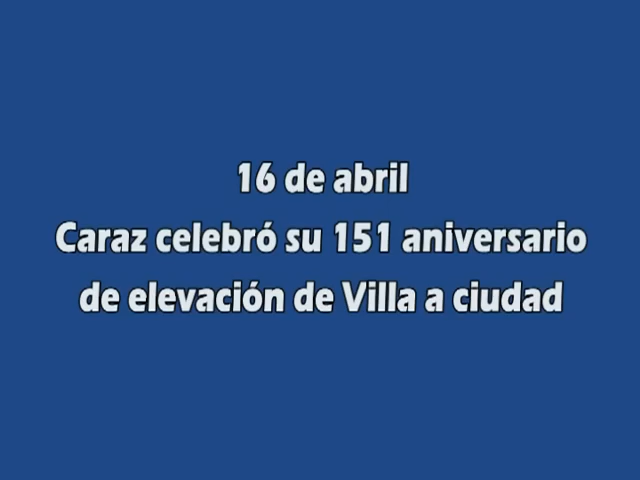 16 de abril
Caraz celebró su 151 aniversario
de elevación de Villa a ciudad